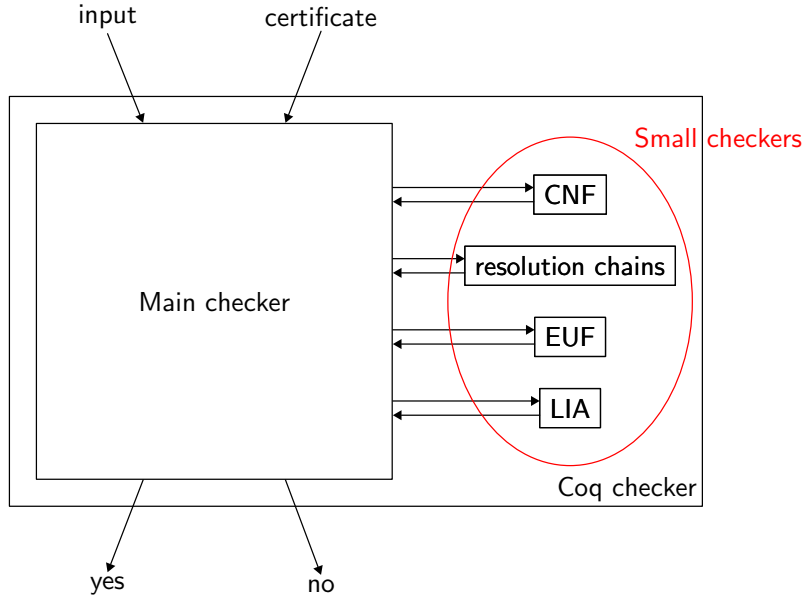 input
certificate
Small checkers
CNF
resolution chains
Main checker
EUF
LIA
Coq checker
yes
no